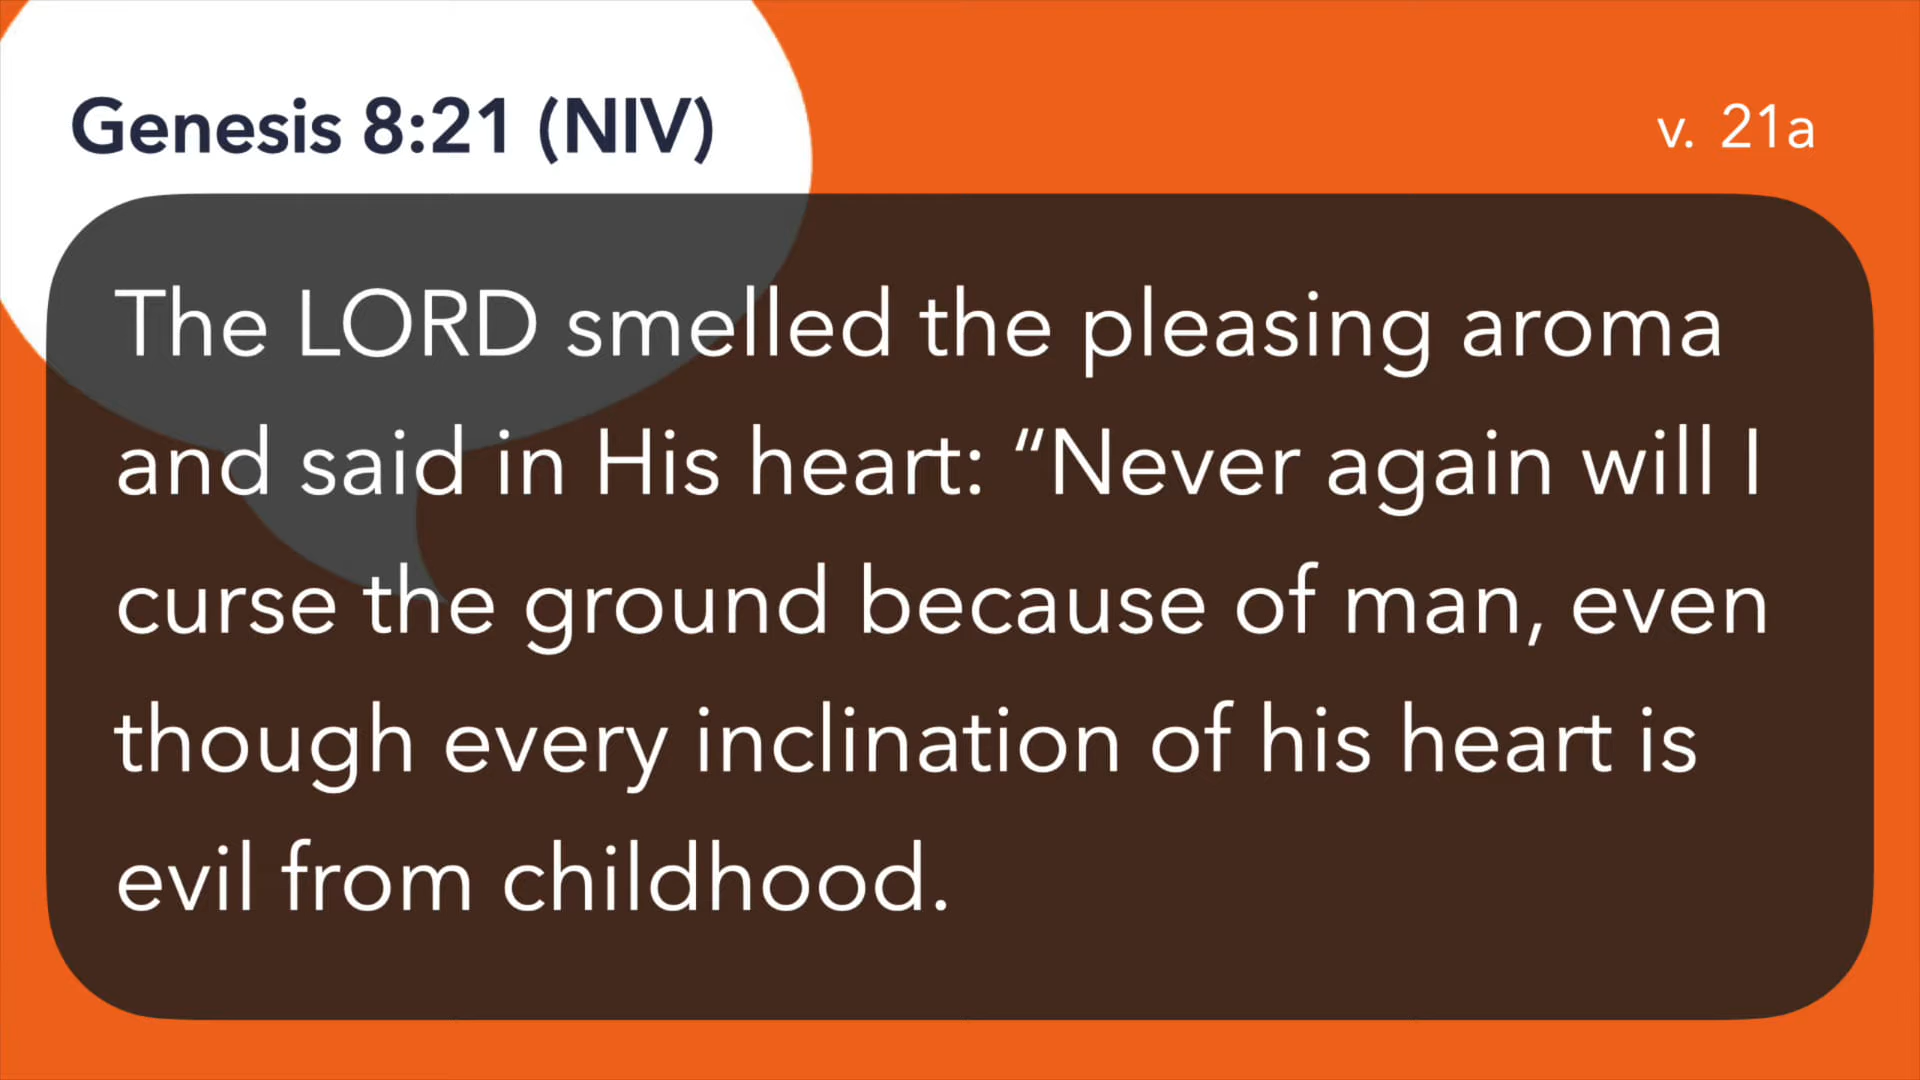 Genesis 8:21 (NIV)
v. 21a
The LORD smelled the pleasing aroma
and said in His heart: “Never again will I
curse the ground because of man, even
though every inclination of his heart is
evil from childhood.